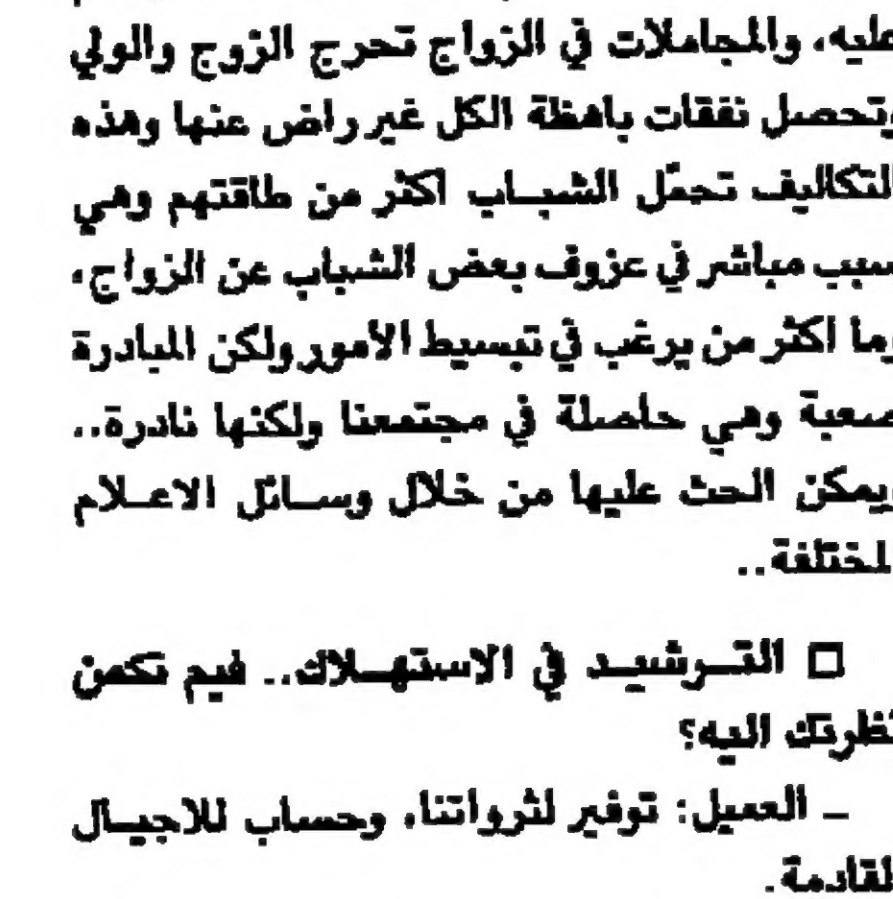 عليه، والمجاملات في الزواج تحرج الزوج والولي
وتحصل نفقات باهظة الكل غير راض عنها وهذه
التكاليف تحمّل الشباب اكثر من طاقتهم وهي
سبب مباشر في عزوف بعض الشباب عن الزواج،
وما اكثر من يرغب في تبسيط الأمور ولكن المبادرة
صعبة وهي حاصلة في مجتمعنا ولكنها نادرة..
ويمكن الحث عليها من خلال وسائل الاعلام
المختلفة..
□ الترشيد في الاستهلاك.. فيم تكمن
نظرتك اليه؟
ـ العميل: توفير لثرواتنا، وحساب للاجيال
القادمة.